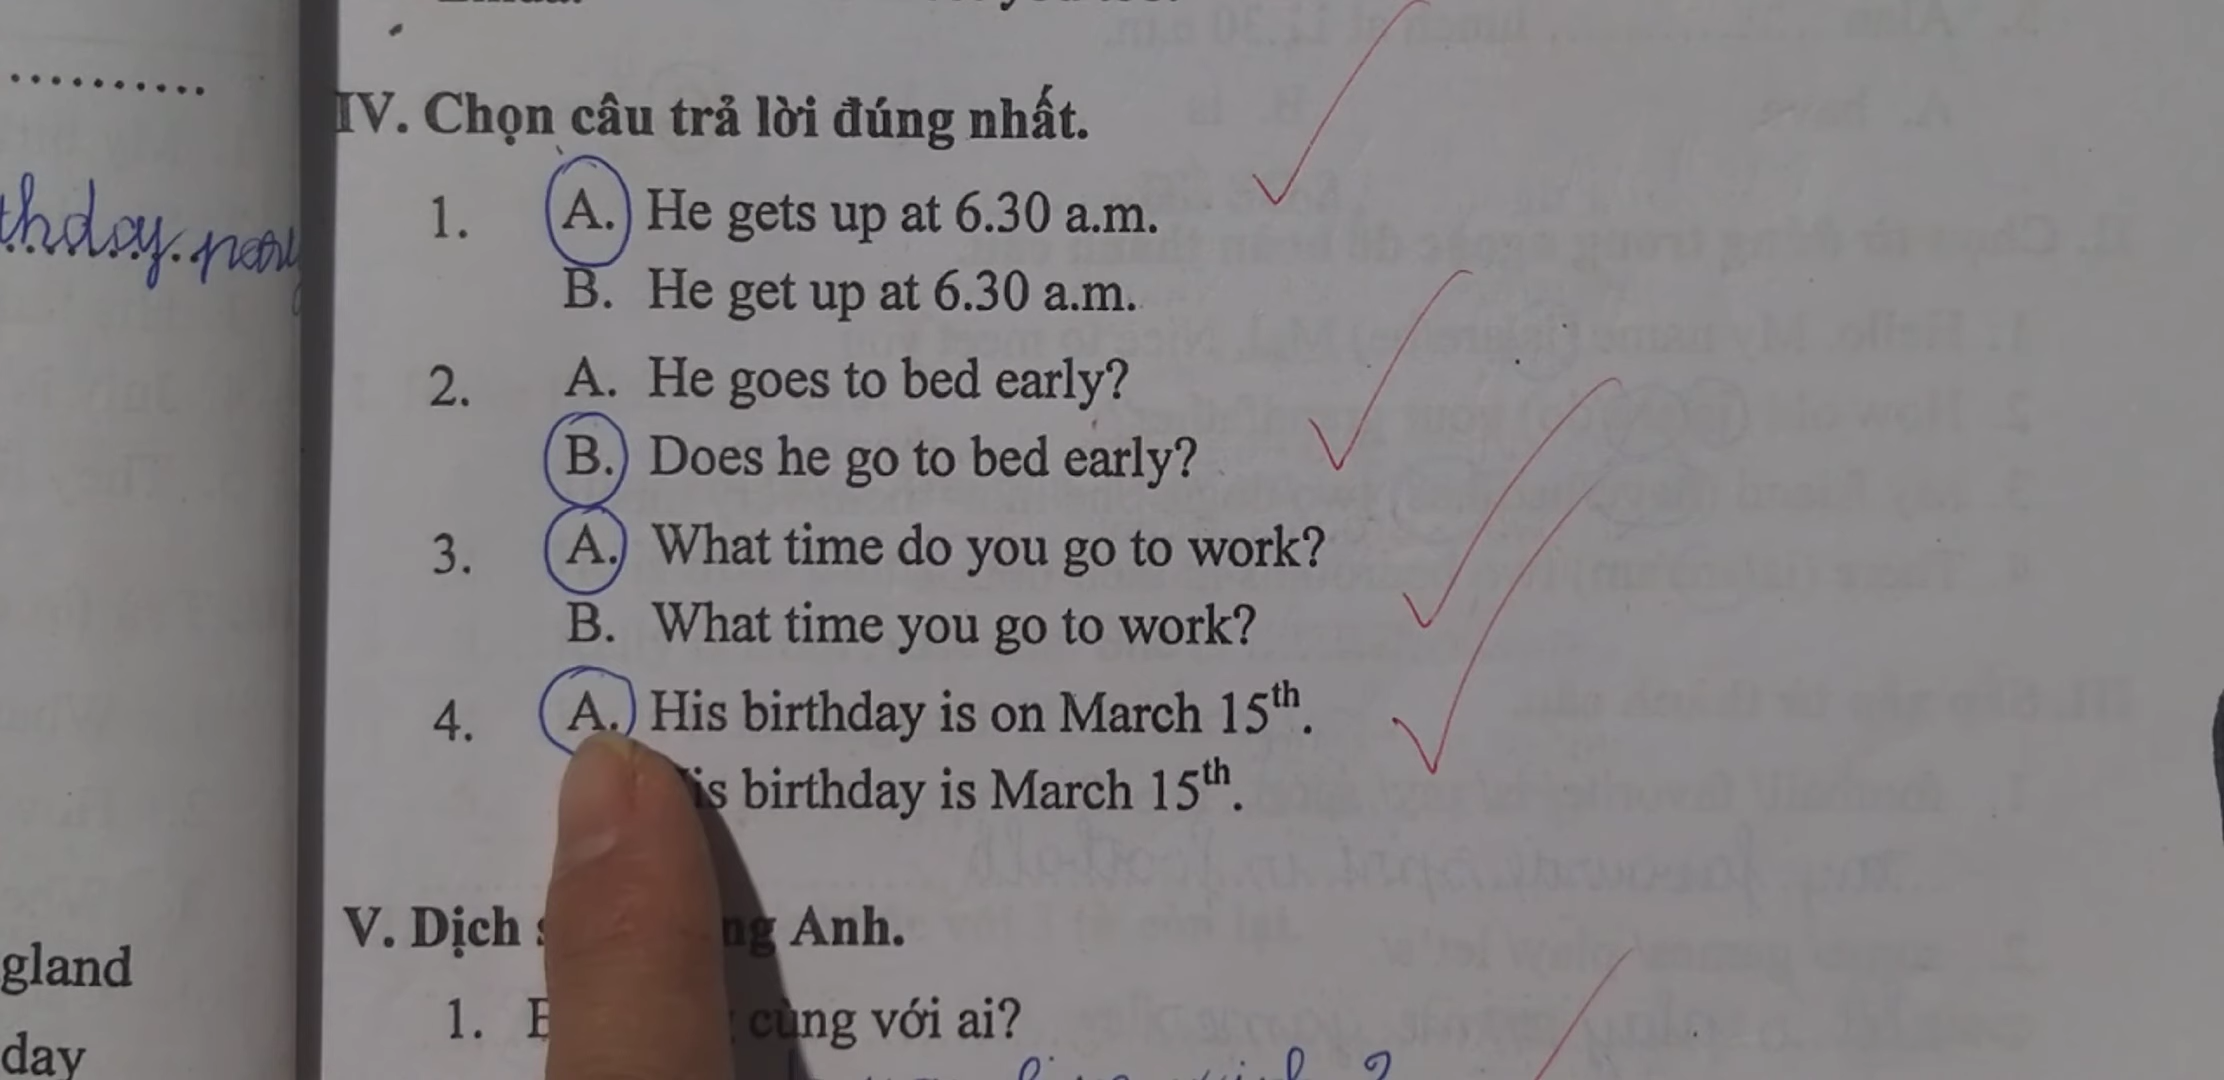 IV. Chọn câu trả lời đúng nhất.
thday.
1. A. He gets up at 6.30 a.m.
B. He get up at 6.30 a.m.
2. A. He goes to bed early?
B. Does he go to bed early?
3. A. What time do you go to work?
B. What time you go to work?
4. A. His birthday is on March 15th.
is birthday is March 15th.
V. Dịch ng Anh.
gland
1. cùng với ai?
day